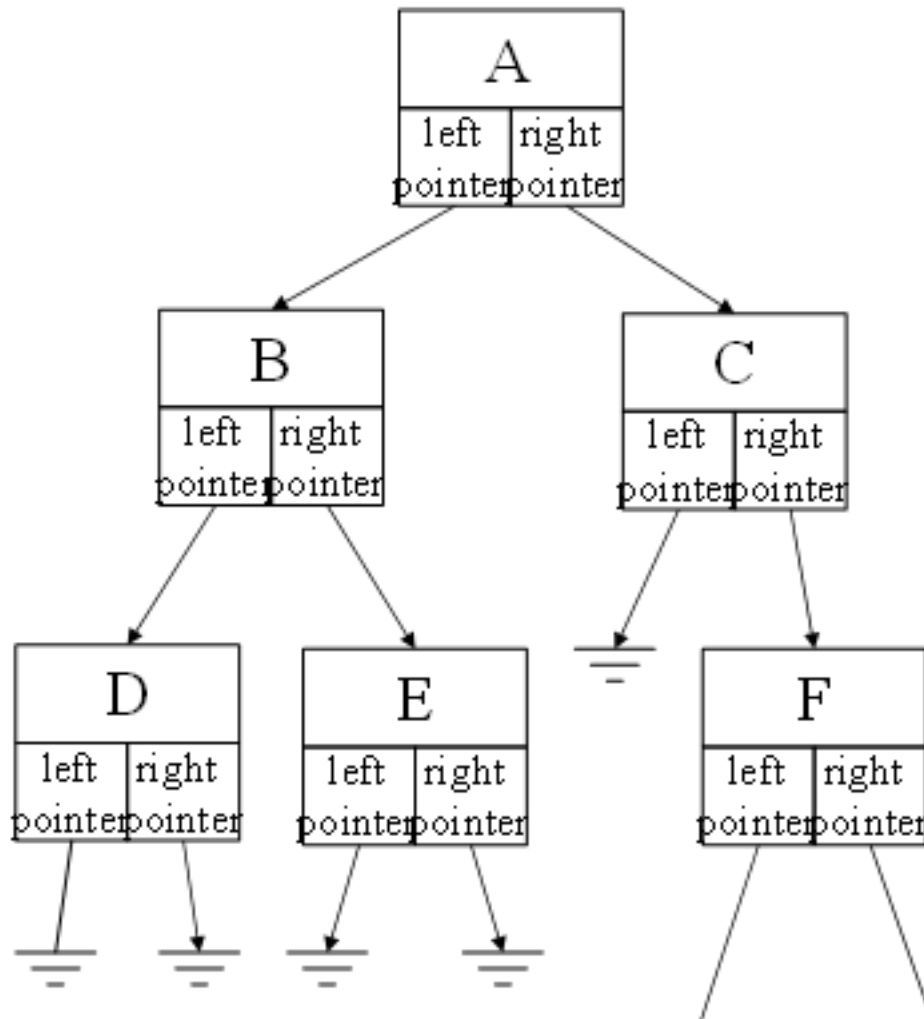 A
left right
pointer pointer
B
left right
pointer pointer
C
left right
pointer pointer
D
left right
pointer pointer
E
left right
pointer pointer
F
left right
pointer pointer